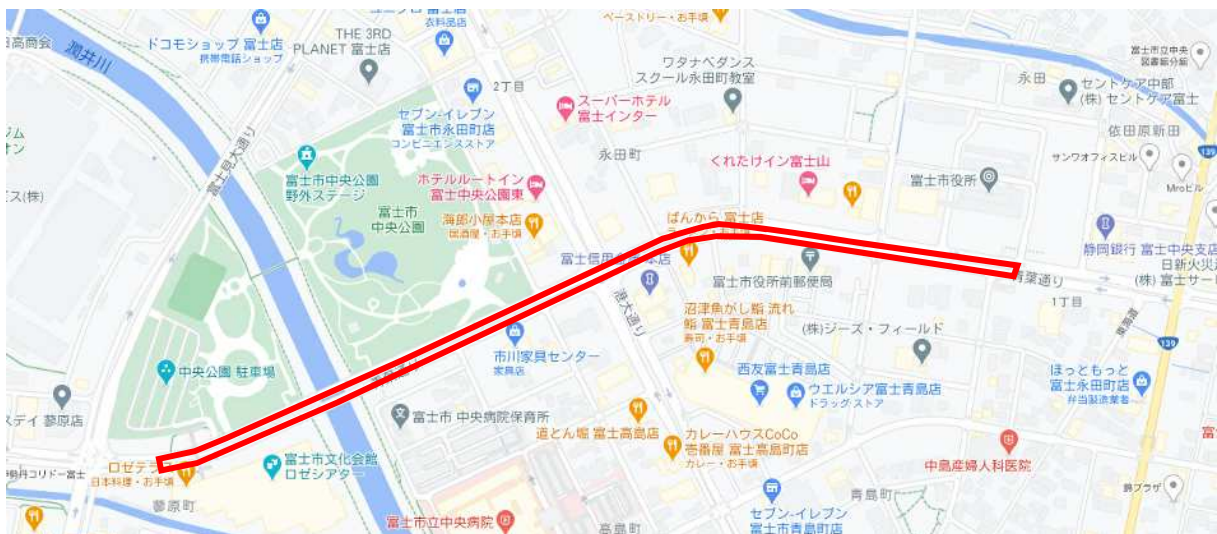 ドコモショップ 富士店
携帯電話ショップ
潤井川
THE 3RD
PLANET 富士店
衣料品店
2丁目
セブン-イレブン
富士市永田町店
コンビニエンスストア
ペーストリー・お手頃
ワタナベダンス
スクール永田町教室
スーパーホテル
富士インター
永田町
富士市立中央
図書館分館
永田
セントケア中部
(株) セントケア富士
依田原新田
139
サンワオフィスビル
Mroビル
富士見大通り
富士市中央公園
野外ステージ
富士市
中央公園
ホテルルートイン
富士中央公園東
海郎小屋本店
居酒屋・お手頃
くれたけイン富士山
富士市役所
ばんから 富士店
富士市役所前郵便局
静岡銀行 富士中央支店
青葉通り
1丁目
港大通り
沼津魚がし鮨 流れ
鮨 富士青島店
寿司・お手頃
(株)ジーズ・フィールド
139
市川家具センター
家具店
中央公園 駐車場
西友富士青島店
ウエルシア富士青島店
ドラッグストア
ほっともっと
富士永田町店
弁当製造業者
富士市 中央病院保育所
道とん堀 富士高島店
カレーハウスCoCo
壱番屋 富士高島町店
カレー・お手頃
中島産婦人科医院
ロゼテラス
日本料理・お手頃
富士市文化会館
ロゼシアター
蓼原町
富士市立中央病院
高島町
セブン-イレブン
富士市青島町店
青島町
鈴プラザ